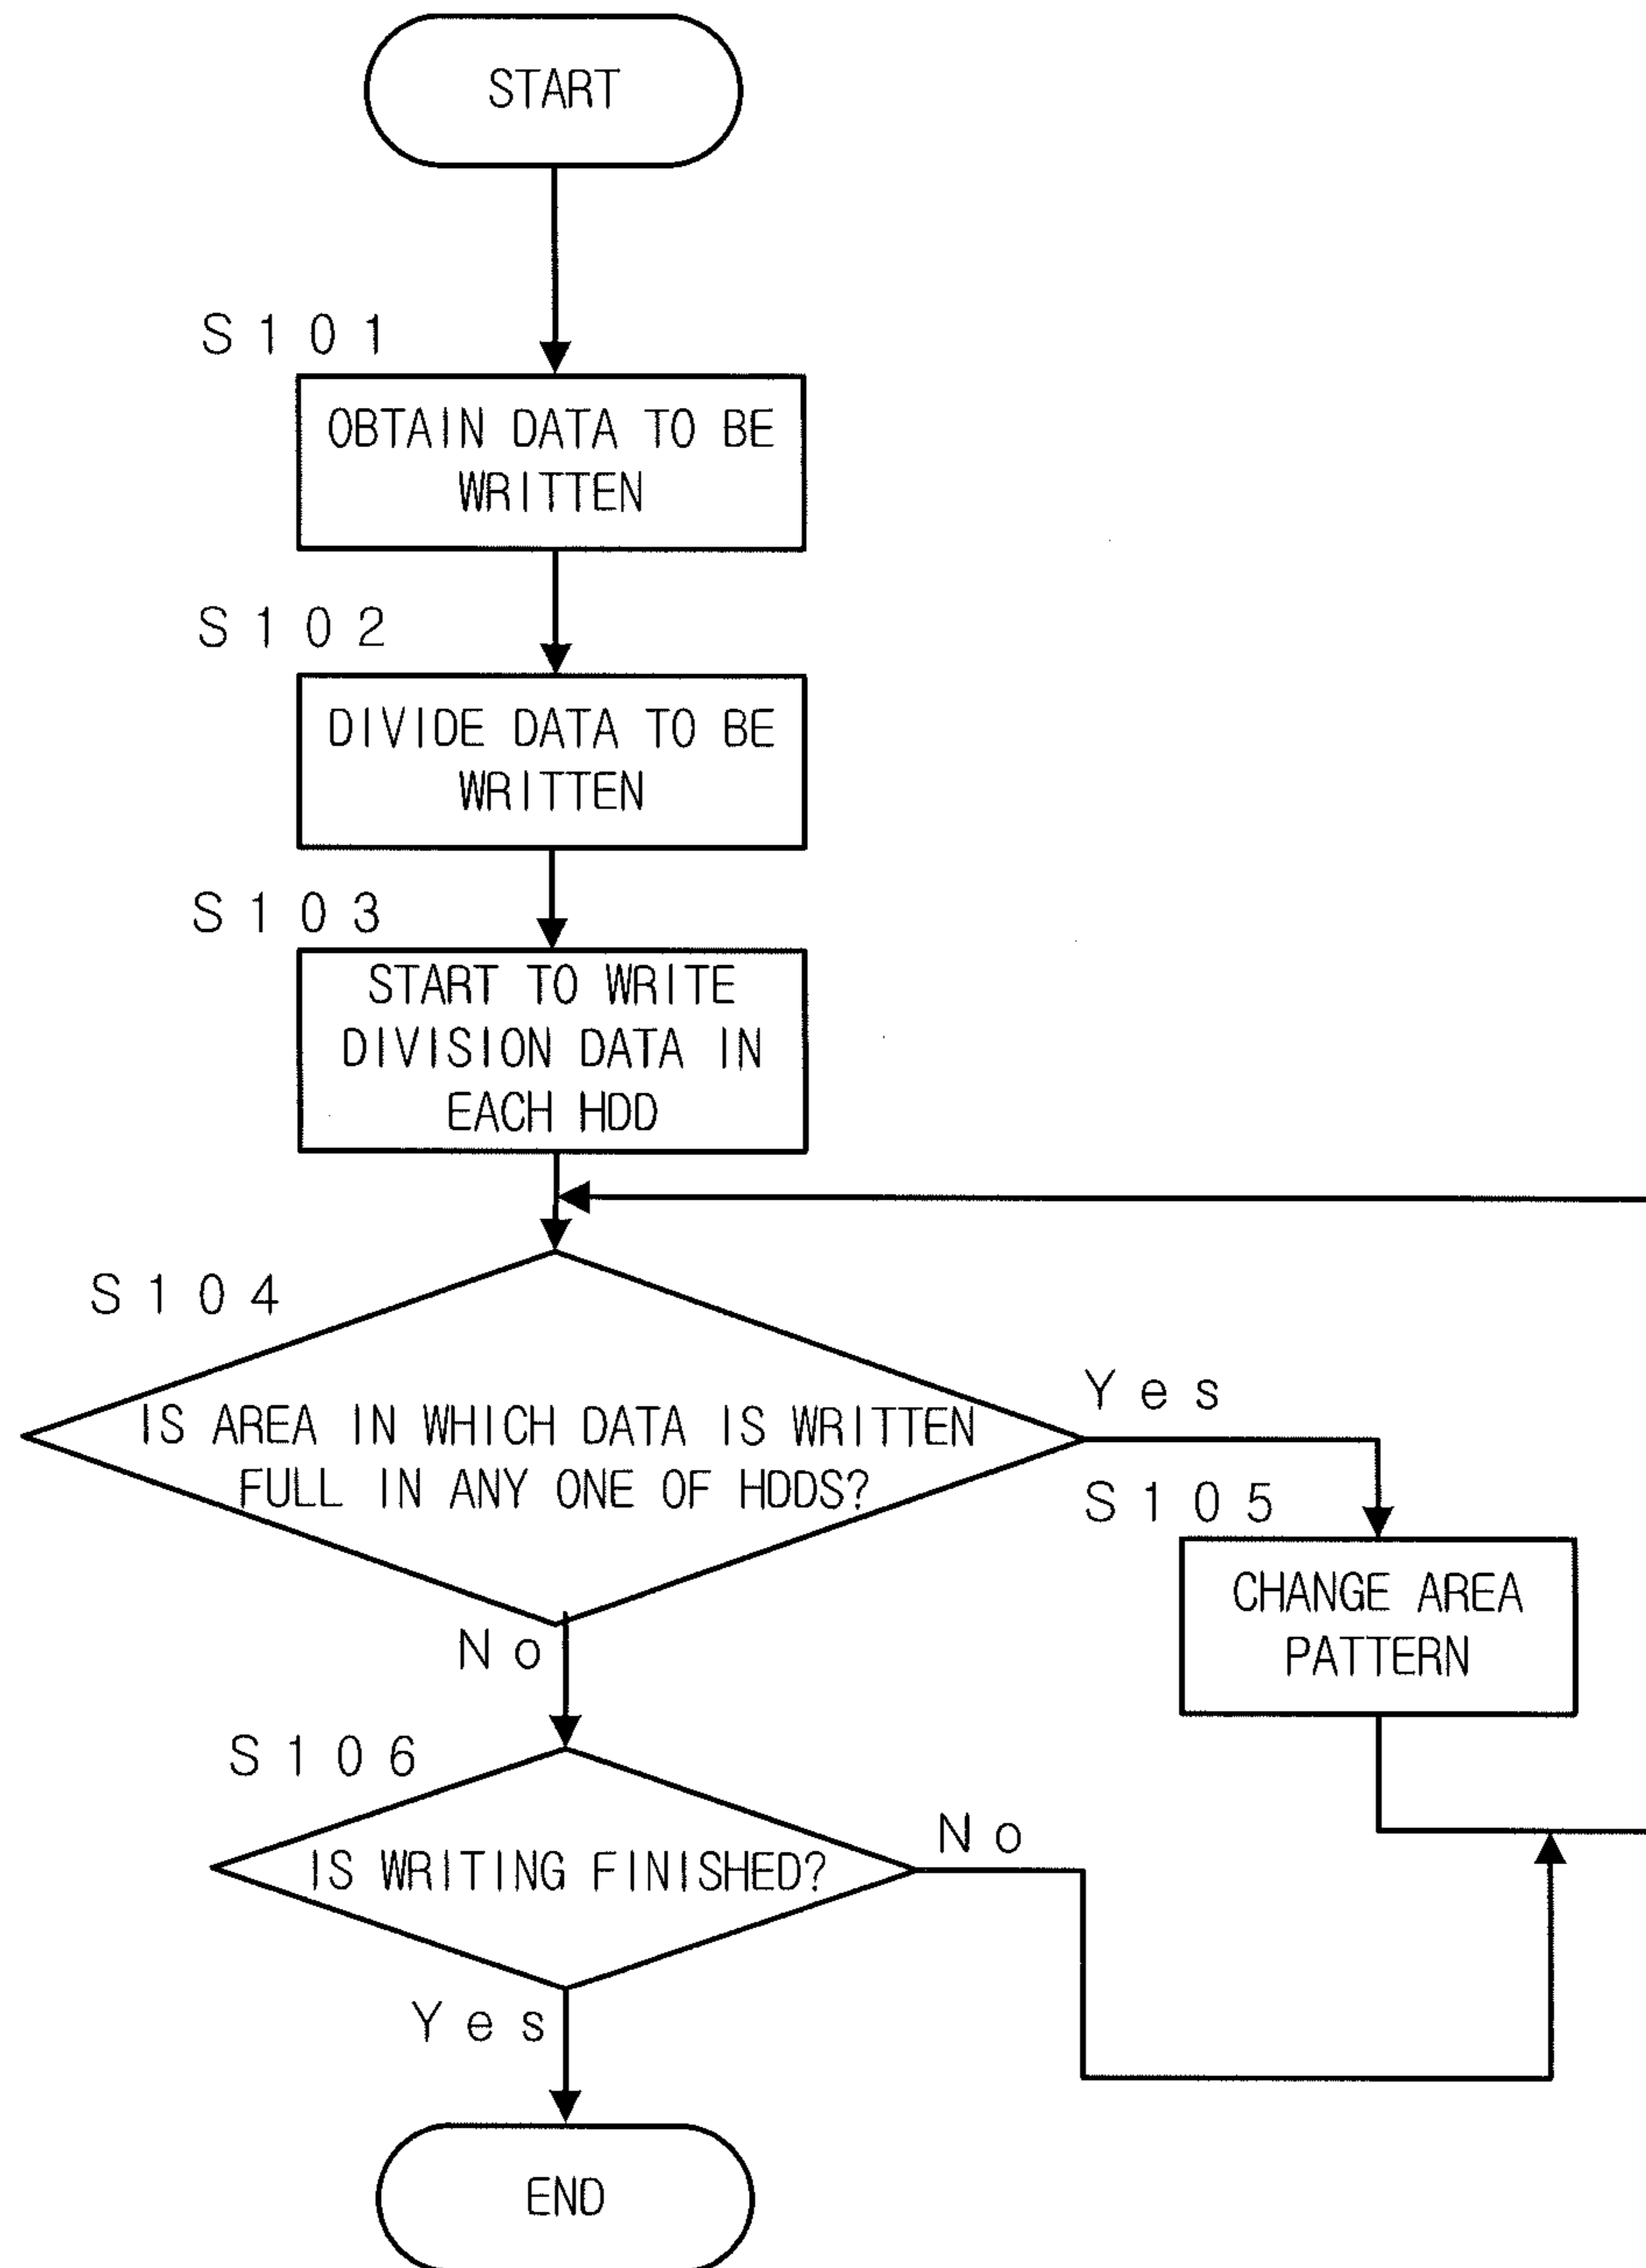 START
S101
OBTAIN DATA TO BE
WRITTEN
S102
DIVIDE DATA TO BE
WRITTEN
S103
START TO WRITE
DIVISION DATA IN
EACH HDD
S104
IS AREA IN WHICH DATA IS WRITTEN
FULL IN ANY ONE OF HDDS?
Yes
S105
CHANGE AREA
PATTERN
No
S106
IS WRITING FINISHED?
No
Yes
END